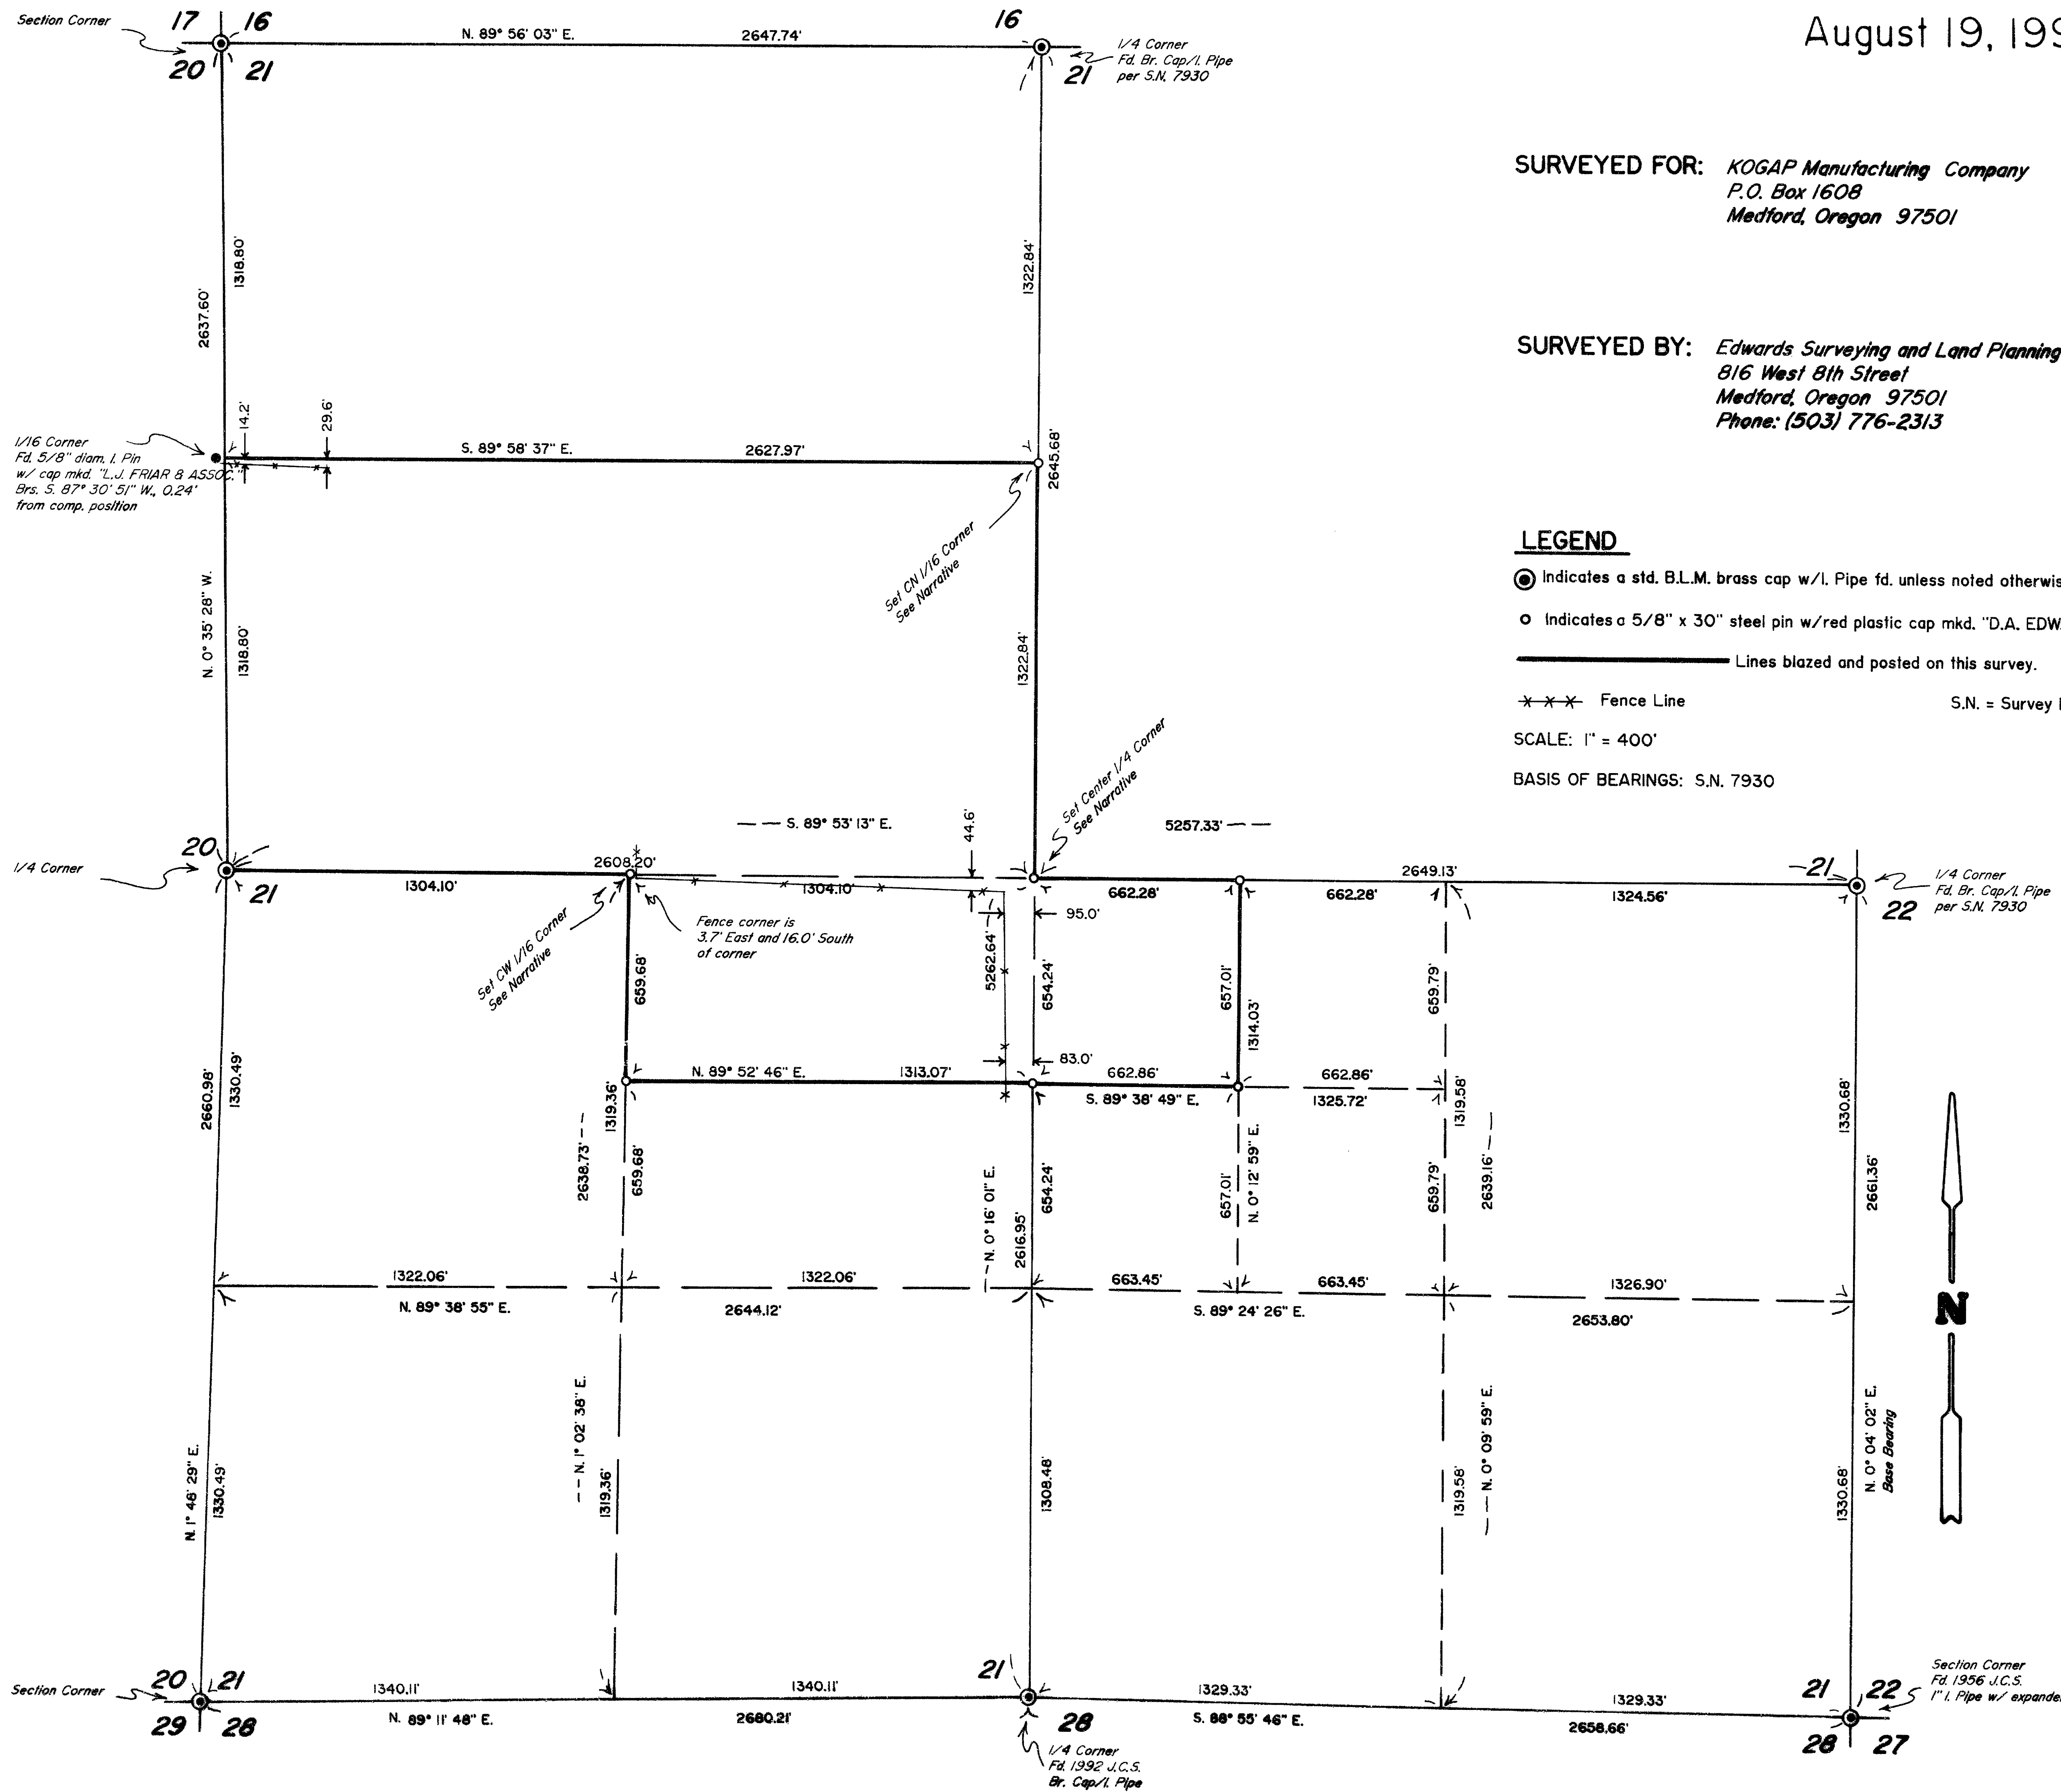 August 19, 199
Section Corner
17 16
20 21
N. 89° 56' 03" E.
2647.74'
16
21
1/4 Corner
Fd. Br. Cap/I. Pipe
per S.N. 7930
SURVEYED FOR: KOGAP Manufacturing Company
P.O. Box 1608
Medford, Oregon 97501
SURVEYED BY: Edwards Surveying and Land Planning
816 West 8th Street
Medford, Oregon 97501
Phone: (503) 776-2313
LEGEND
Indicates a std. B.L.M. brass cap w/I. Pipe fd. unless noted otherwis
Indicates a 5/8" x 30" steel pin w/red plastic cap mkd. "D.A. EDW
Lines blazed and posted on this survey.
Fence Line
S.N. = Survey
SCALE: 1" = 400'
BASIS OF BEARINGS: S.N. 7930
2637.60'
1318.80'
1322.84'
14.2'
29.6'
1/16 Corner
Fd. 5/8" diam. I. Pin
w/ cap mkd. "L.J. FRIAR & ASSOC."
Brs. S. 87° 30' 51" W., 0.24'
from comp. position
S. 89° 58' 37" E.
2627.97'
2645.68'
Set CN 1/16 Corner
See Narrative
N. 0° 35' 28" W.
1318.80'
1322.84'
Set Center 1/4 Corner
See Narrative
S. 89° 53' 13" E.
5257.33'
44.6'
1/4 Corner
20
21
2608.20'
1304.10'
1304.10'
662.28'
662.28'
2649.13'
1324.56'
21
22
1/4 Corner
Fd. Br. Cap/I. Pipe
per S.N. 7930
Set CW 1/16 Corner
See Narrative
Fence corner is
3.7' East and 16.0' South
of corner
95.0'
5262.64'
659.68'
654.24'
657.01'
659.79'
1314.03'
83.0'
2660.98'
1330.49'
N. 89° 52' 46" E.
1313.07'
662.86'
S. 89° 38' 49" E.
662.86'
1325.72'
1319.36'
2638.73'
659.68'
N. 0° 16' 01" E.
2616.95'
654.24'
657.01'
N. 0° 12' 59" E.
659.79'
1319.58'
2639.16'
1330.68'
2661.36'
1322.06'
1322.06'
663.45'
663.45'
1326.90'
N. 89° 38' 55" E.
2644.12'
S. 89° 24' 26" E.
2653.80'
N
N. 1° 48' 29" E.
1330.49'
N. 1° 02' 38" E.
1319.36'
1308.48'
1319.58'
N. 0° 09' 59" E.
1330.68'
N. 0° 04' 02" E.
Base Bearing
Section Corner
20 21
29 28
1340.11'
1340.11'
N. 89° 11' 48" E.
2680.21'
21
28
1/4 Corner
Fd. 1992 J.C.S.
Br. Cap/I. Pipe
1329.33'
1329.33'
S. 88° 55' 46" E.
2658.66'
21 22
28 27
Section Corner
Fd. 1956 J.C.S.
1" I. Pipe w/ expande